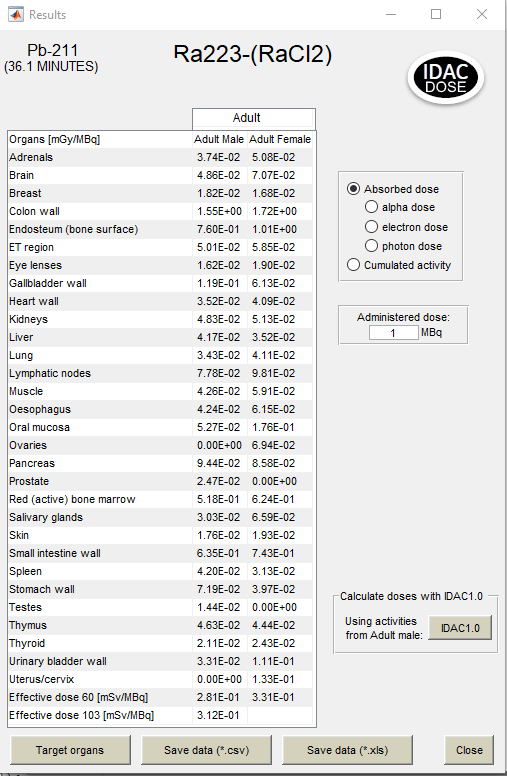 Results
Pb-211
(36.1 MINUTES)
Ra223-(RaCl2)
IDAC
DOSE
Adult
Organs [mGy/MBq] Adult Male Adult Female
Adrenals 3.74E-02 5.08E-02
Brain 4.86E-02 7.07E-02
Breast 1.82E-02 1.68E-02
Colon wall 1.55E+00 1.72E+00
Endosteum (bone surface) 7.60E-01 1.01E+00
ET region 5.01E-02 5.85E-02
Eye lenses 1.62E-02 1.90E-02
Gallbladder wall 1.19E-01 6.13E-02
Heart wall 3.52E-02 4.09E-02
Kidneys 4.83E-02 5.13E-02
Liver 4.17E-02 3.52E-02
Lung 3.43E-02 4.11E-02
Lymphatic nodes 7.78E-02 9.81E-02
Muscle 4.26E-02 5.91E-02
Oesophagus 4.24E-02 6.15E-02
Oral mucosa 5.27E-02 1.76E-01
Ovaries 0.00E+00 6.94E-02
Pancreas 9.44E-02 8.58E-02
Prostate 2.47E-02 0.00E+00
Red (active) bone marrow 5.18E-01 6.24E-01
Salivary glands 3.03E-02 6.59E-02
Skin 1.76E-02 1.93E-02
Small intestine wall 6.35E-01 7.43E-01
Spleen 4.20E-02 3.13E-02
Stomach wall 7.19E-02 3.97E-02
Testes 1.44E-02 0.00E+00
Thymus 4.63E-02 4.44E-02
Thyroid 2.11E-02 2.43E-02
Urinary bladder wall 3.31E-02 1.11E-01
Uterus/cervix 0.00E+00 1.33E-01
Effective dose 60 [mSv/MBq] 2.81E-01 3.31E-01
Effective dose 103 [mSv/MBq] 3.12E-01
Absorbed dose
alpha dose
electron dose
photon dose
Cumulated activity
Administered dose:
1 MBq
Calculate doses with IDAC1.0
Using activities
from Adult male:
IDAC1.0
Target organs
Save data (*.csv)
Save data (*.xls)
Close